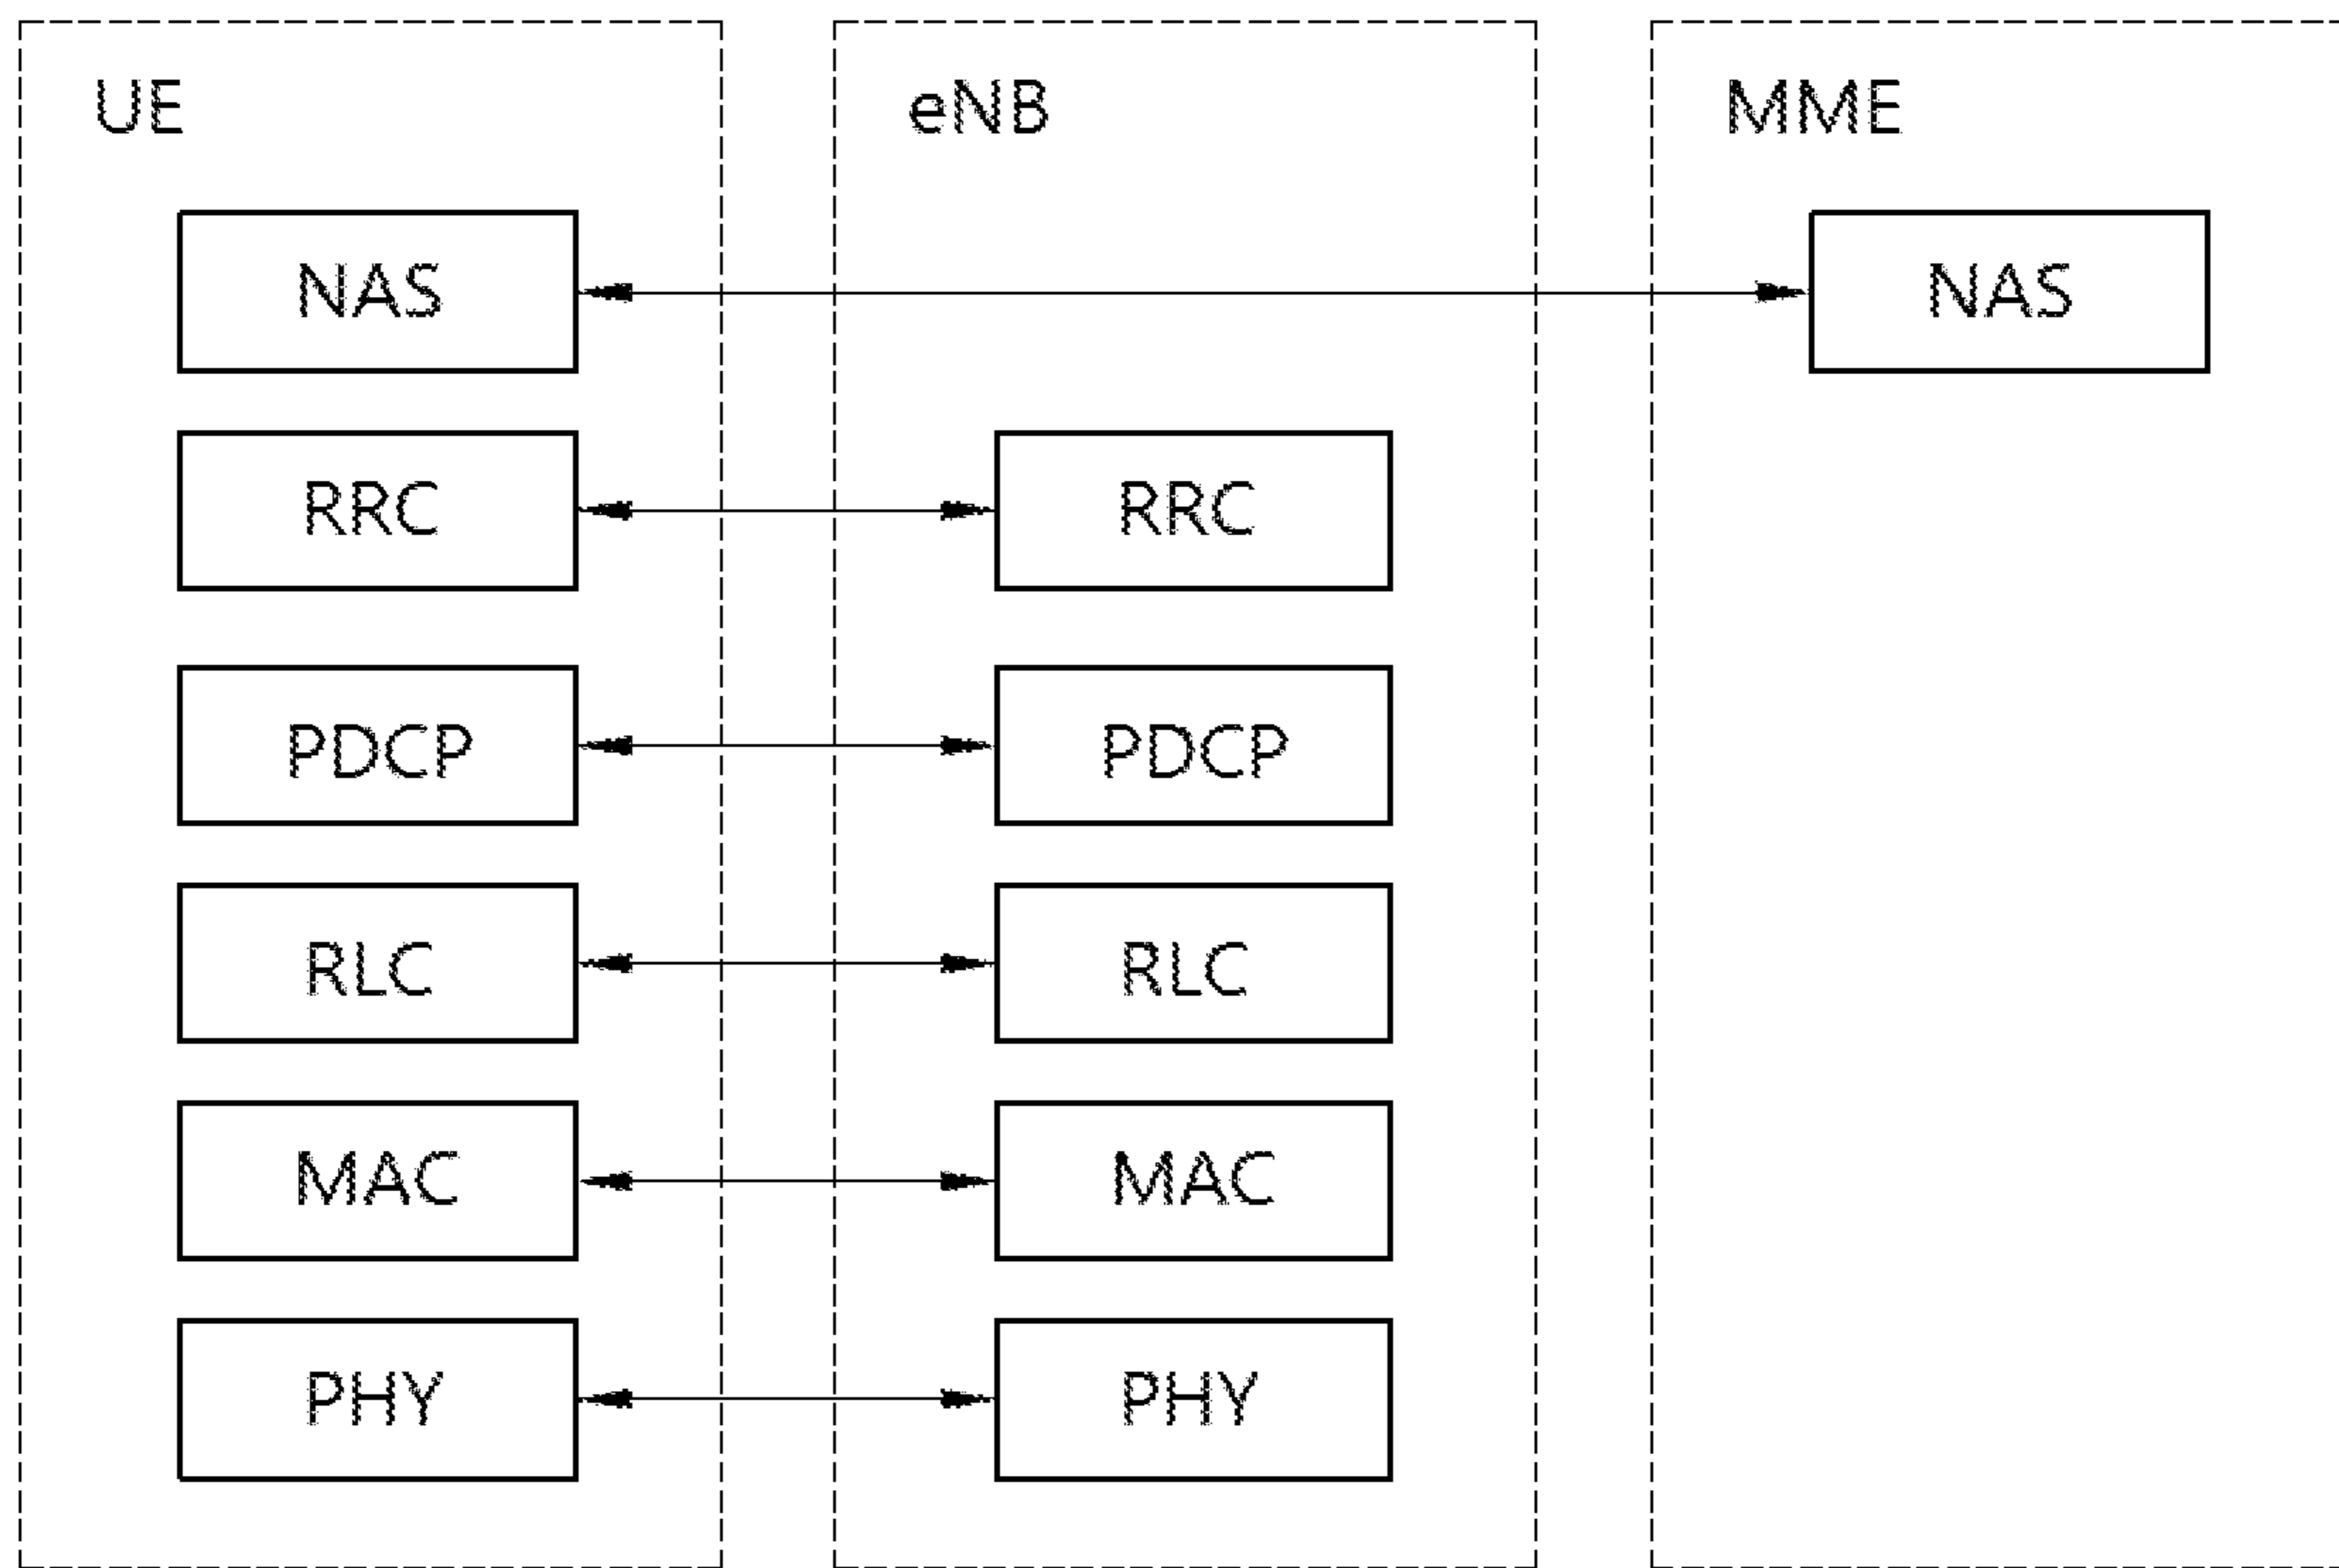 UE eNB MME
NAS NAS
RRC RRC
PDCP PDCP
RLC RLC
MAC MAC
PHY PHY